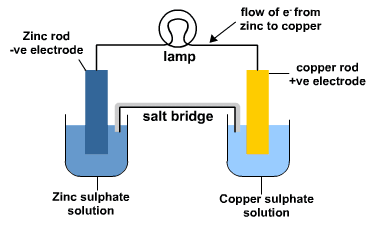 Zinc rod
-ve electrode
flow of e- from
zinc to copper
lamp
copper rod
+ve electrode
salt bridge
Zinc sulphate
solution
Copper sulphate
solution